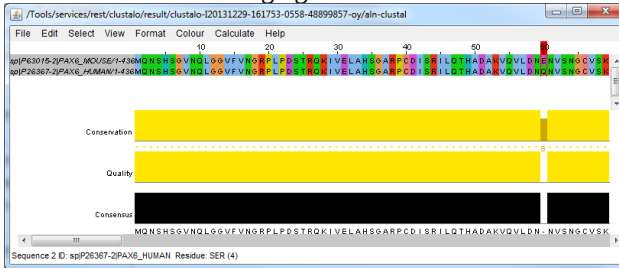 /Tools/services/rest/clustalo/result/clustalo-I20131229-161753-0558-48899857-oy/aln-clustal
File Edit Select View Format Colour Calculate Help
10 20 30 40 50 60
sp|P63015-2|PAX6_MOUSE/1-436 MQNSHSGVNQLGGVFVNGRPLPDSTRQKIVELAHSGARPCDISRILQTHADAKVQVLDNENVSNGCVSK
sp|P26367-2|PAX6_HUMAN/1-436 MQNSHSGVNQLGGVFVNGRPLPDSTRQKIVELAHSGARPCDISRILQTHADAKVQVLDNQNVSNGCVSK
Conservation
8
Quality
Consensus
MQNSHSGVNQLGGVFVNGRPLPDSTRQKIVELAHSGARPCDISRILQTHADAKVQVLDN-NVSNGCVSK
Sequence 2 ID: sp|P26367-2|PAX6_HUMAN Residue: SER (4)